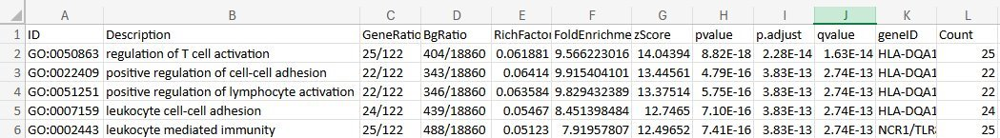 A B C D E F G H I J K L
1 ID Description GeneRatio BgRatio RichFactor FoldEnrichme zScore pvalue p.adjust qvalue geneID Count
2 GO:0050863 regulation of T cell activation 25/122 404/18860 0.061881 9.566223016 14.04394 8.82E-18 2.28E-14 1.63E-14 HLA-DQA1 25
3 GO:0022409 positive regulation of cell-cell adhesion 22/122 343/18860 0.06414 9.915404101 13.44561 4.79E-16 3.83E-13 2.74E-13 HLA-DQA1 22
4 GO:0051251 positive regulation of lymphocyte activation 22/122 346/18860 0.063584 9.829432389 13.37514 5.75E-16 3.83E-13 2.74E-13 HLA-DQA1 22
5 GO:0007159 leukocyte cell-cell adhesion 24/122 439/18860 0.05467 8.451398484 12.7465 7.10E-16 3.83E-13 2.74E-13 HLA-DQA1 24
6 GO:0002443 leukocyte mediated immunity 25/122 488/18860 0.05123 7.91957807 12.49652 7.41E-16 3.83E-13 2.74E-13 NCR1/TLR 25